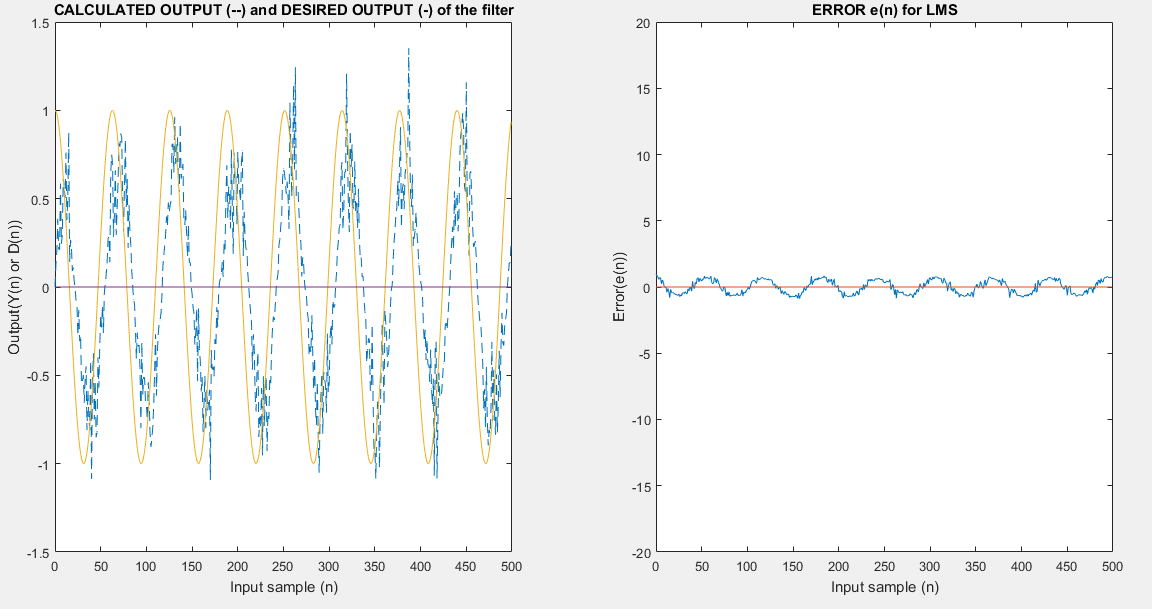 CALCULATED OUTPUT (--) and DESIRED OUTPUT (-) of the filter
1.5
1
0.5
0
-0.5
-1
-1.5
Output(Y(n) or D(n))
0 50 100 150 200 250 300 350 400 450 500
Input sample (n)
ERROR e(n) for LMS
20
15
10
5
0
-5
-10
-15
-20
Error(e(n))
0 50 100 150 200 250 300 350 400 450 500
Input sample (n)